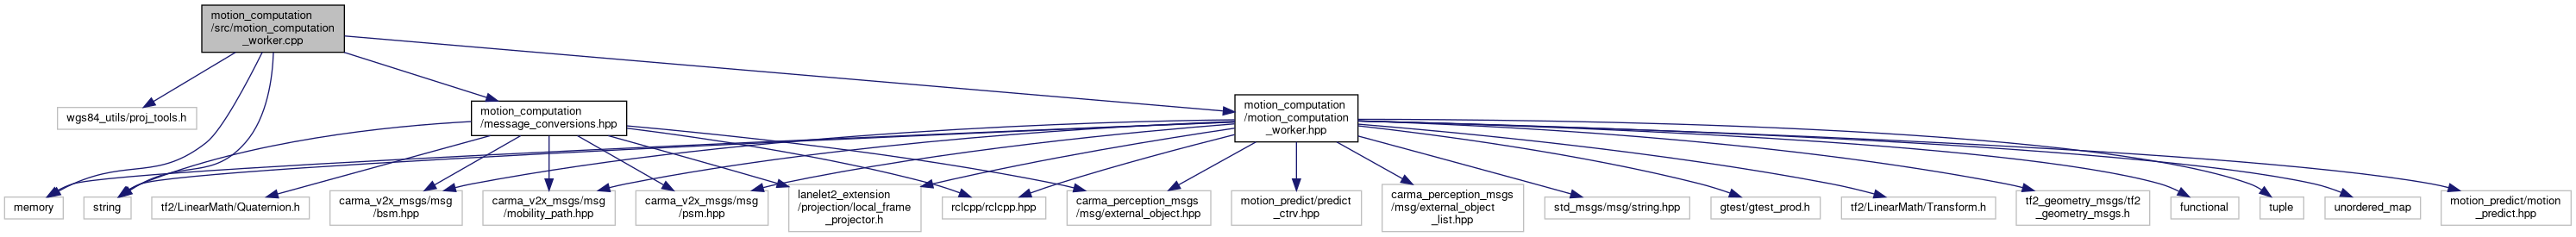 motion_computation
/src/motion_computation
_worker.cpp
wgs84_utils/proj_tools.h
motion_computation
/message_conversions.hpp
motion_computation
/motion_computation
_worker.hpp
memory
string
tf2/LinearMath/Quaternion.h
carma_v2x_msgs/msg
/bsm.hpp
carma_v2x_msgs/msg
/mobility_path.hpp
carma_v2x_msgs/msg
/psm.hpp
lanelet2_extension
/projection/local_frame
_projector.h
rclcpp/rclcpp.hpp
carma_perception_msgs
/msg/external_object.hpp
motion_predict/predict
_ctrv.hpp
carma_perception_msgs
/msg/external_object
_list.hpp
std_msgs/msg/string.hpp
gtest/gtest_prod.h
tf2/LinearMath/Transform.h
tf2_geometry_msgs/tf2
_geometry_msgs.h
functional
tuple
unordered_map
motion_predict/motion
_predict.hpp